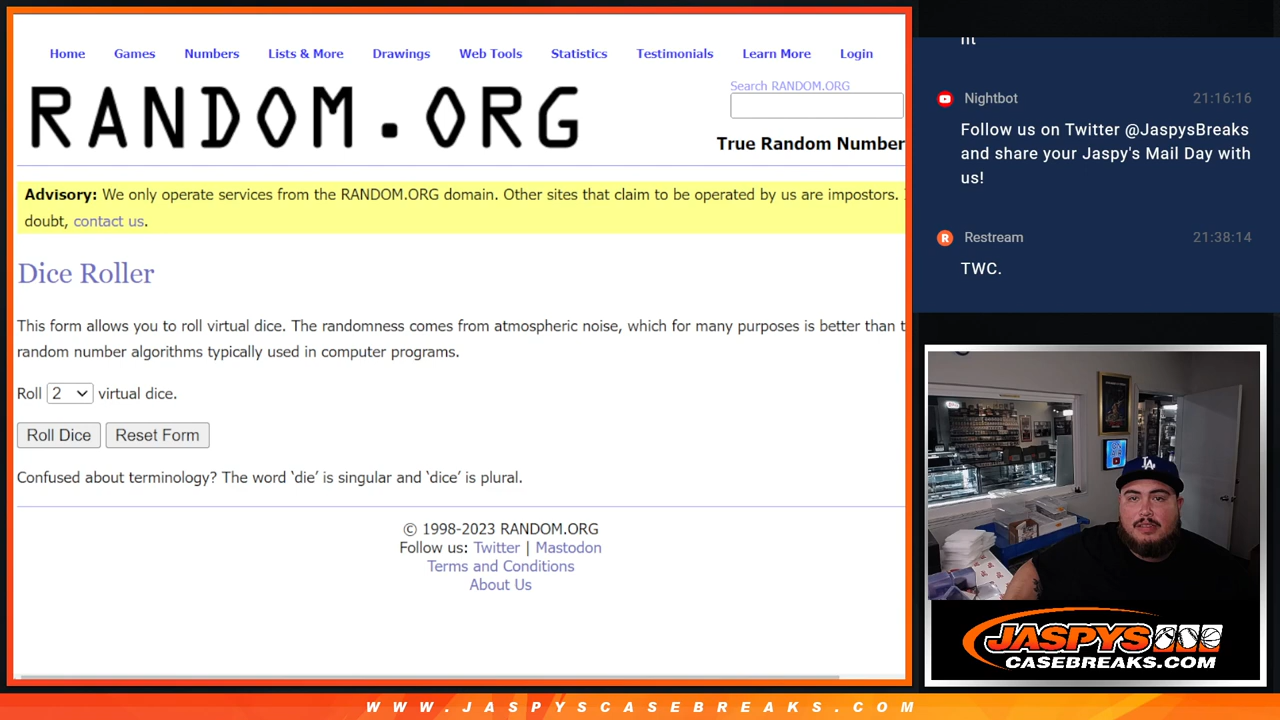 Home Games Numbers Lists & More Drawings Web Tools Statistics Testimonials Learn More Login
RANDOM.ORG
Search RANDOM.ORG
True Random Number
Advisory: We only operate services from the RANDOM.ORG domain. Other sites that claim to be operated by us are impostors.
doubt, contact us.
Dice Roller
This form allows you to roll virtual dice. The randomness comes from atmospheric noise, which for many purposes is better than t
random number algorithms typically used in computer programs.
Roll 2 virtual dice.
Roll Dice Reset Form
Confused about terminology? The word ‘die’ is singular and ‘dice’ is plural.
© 1998-2023 RANDOM.ORG
Follow us: Twitter | Mastodon
Terms and Conditions
About Us
Nightbot 21:16:16
Follow us on Twitter @JaspysBreaks
and share your Jaspy's Mail Day with
us!
R Restream 21:38:14
TWC.
LA
JASPYS
CASEBREAKS.COM
WWW.JASPYSCASEBREAKS.COM